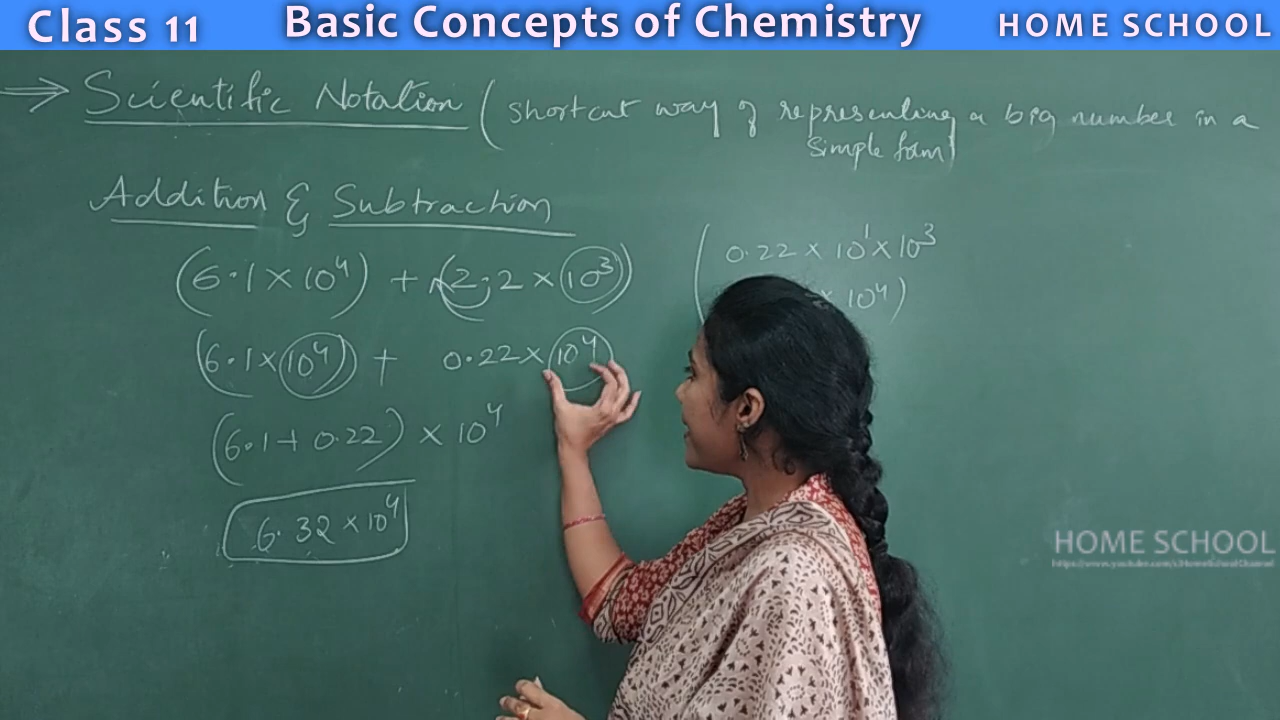 Class 11
Basic Concepts of Chemistry
HOME SCHOOL
⇒ Scientific Notation (shortcut way of representing a big number in a
simple form)
Addition & Subtraction
(6.1 × 10⁴) + (2.2 × 10³)
(0.22 × 10¹ × 10³
× 10⁴)
(6.1 × 10⁴) + 0.22 × 10⁴
(6.1 + 0.22) × 10⁴
6.32 × 10⁴
HOME SCHOOL